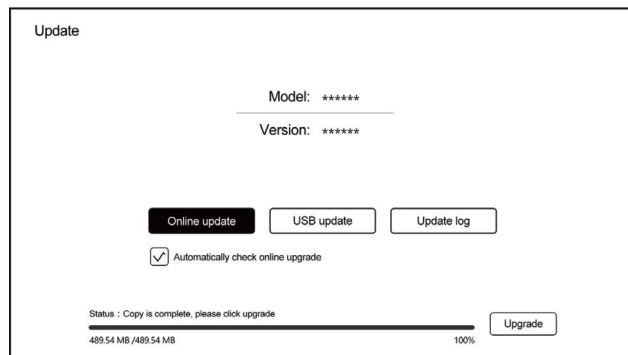 Update
Model: ******
Version: ******
Online update USB update Update log
Automatically check online upgrade
Status : Copy is complete, please click upgrade
Upgrade
489.54 MB /489.54 MB 100%